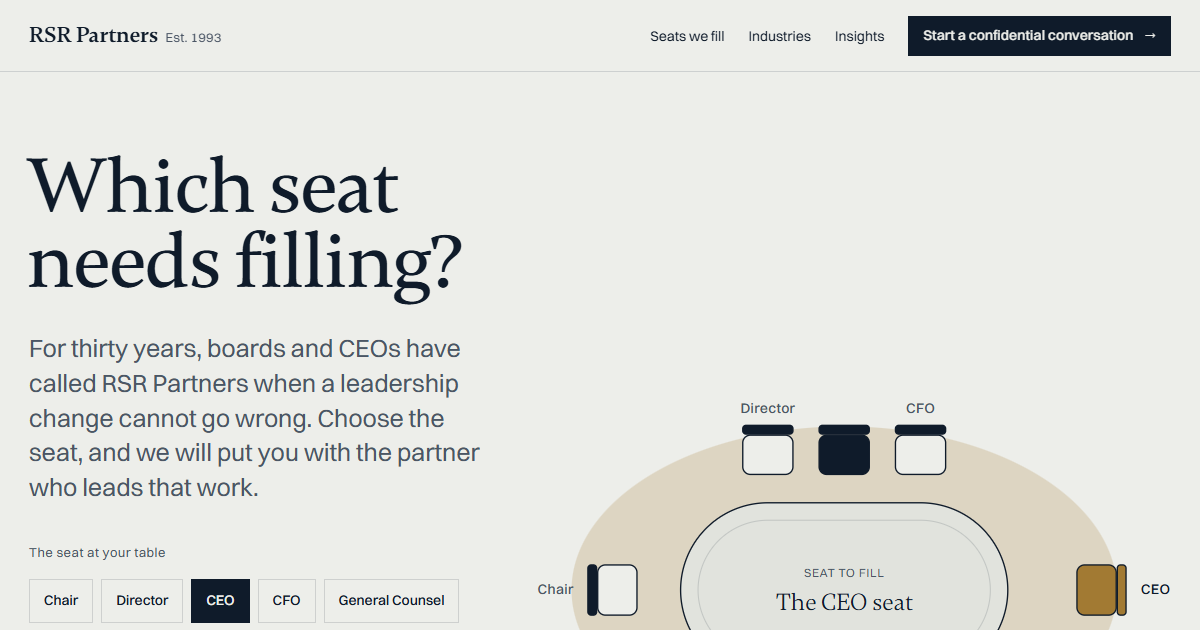 RSR Partners Est. 1993
Seats we fill
Industries
Insights
Start a confidential conversation →
Which seat
needs filling?
For thirty years, boards and CEOs have
called RSR Partners when a leadership
change cannot go wrong. Choose the
seat, and we will put you with the partner
who leads that work.
The seat at your table
Chair
Director
CEO
CFO
General Counsel
Director
CFO
Chair
SEAT TO FILL
The CEO seat
CEO